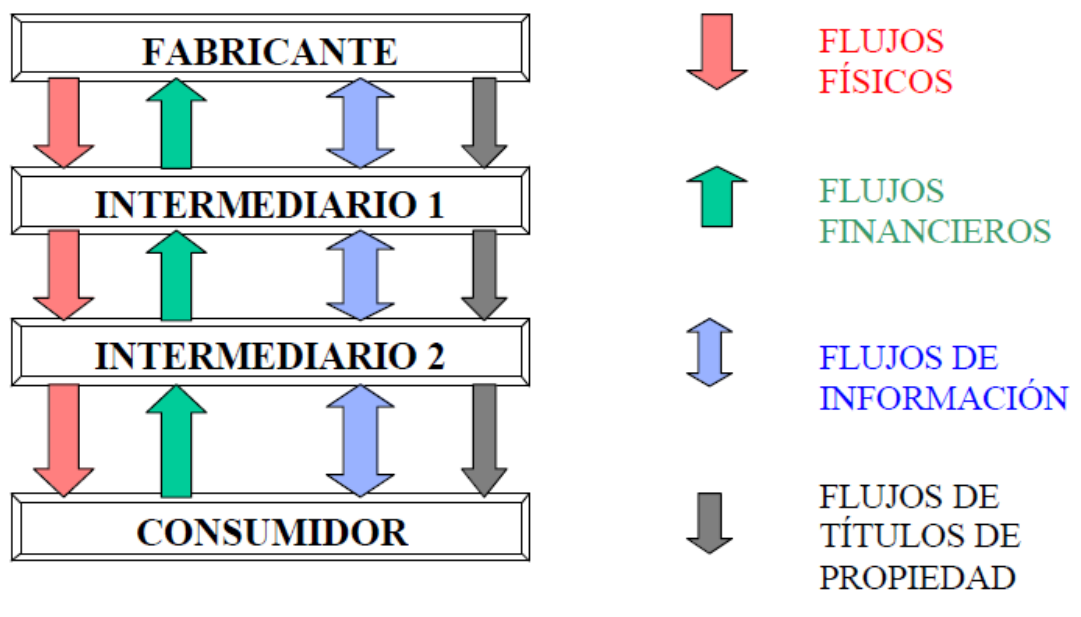 FABRICANTE
INTERMEDIARIO 1
INTERMEDIARIO 2
CONSUMIDOR
FLUJOS
FÍSICOS
FLUJOS
FINANCIEROS
FLUJOS DE
INFORMACIÓN
FLUJOS DE
TÍTULOS DE
PROPIEDAD